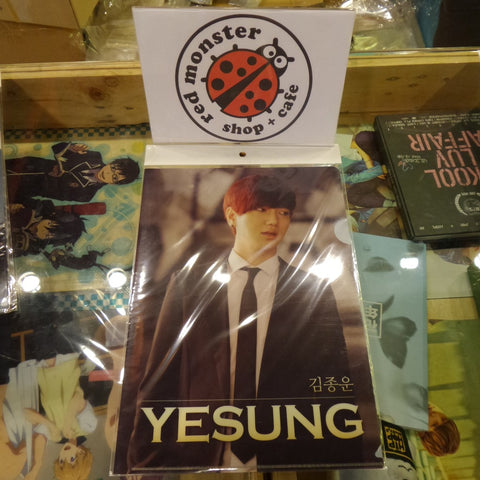 red monster
shop + cafe
김종운
YESUNG
KOOL
LUV
AFFAIR